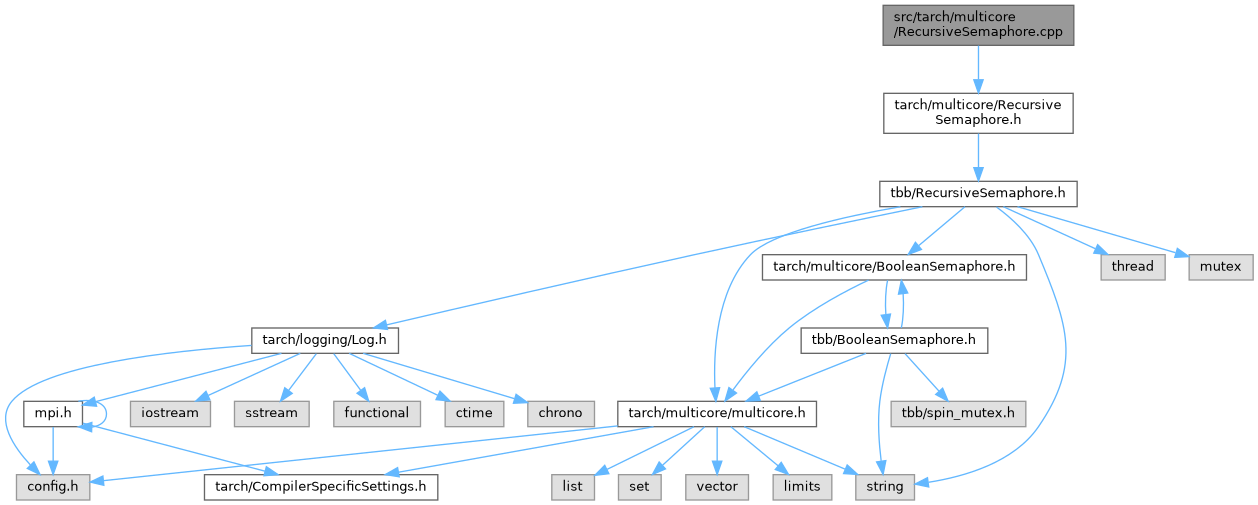 src/tarch/multicore
/RecursiveSemaphore.cpp
tarch/multicore/Recursive
Semaphore.h
tbb/RecursiveSemaphore.h
tarch/multicore/BooleanSemaphore.h
thread
mutex
tarch/logging/Log.h
tbb/BooleanSemaphore.h
mpi.h
iostream
sstream
functional
ctime
chrono
tarch/multicore/multicore.h
tbb/spin_mutex.h
config.h
tarch/CompilerSpecificSettings.h
list
set
vector
limits
string